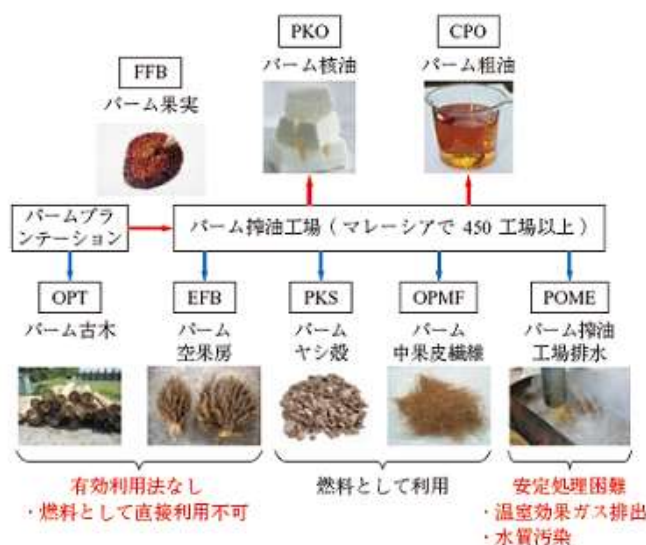 PKO
パーム核油
CPO
パーム粗油
FFB
パーム果実
パームプラ
ンテーション
パーム搾油工場（マレーシアで 450 工場以上）
OPT
パーム古木
EFB
パーム
空果房
PKS
パーム
ヤシ殻
OPMF
パーム
中果皮繊維
POME
パーム搾油
工場排水
有効利用法なし
・燃料として直接利用不可
燃料として利用
安定処理困難
・温室効果ガス排出
・水質汚染